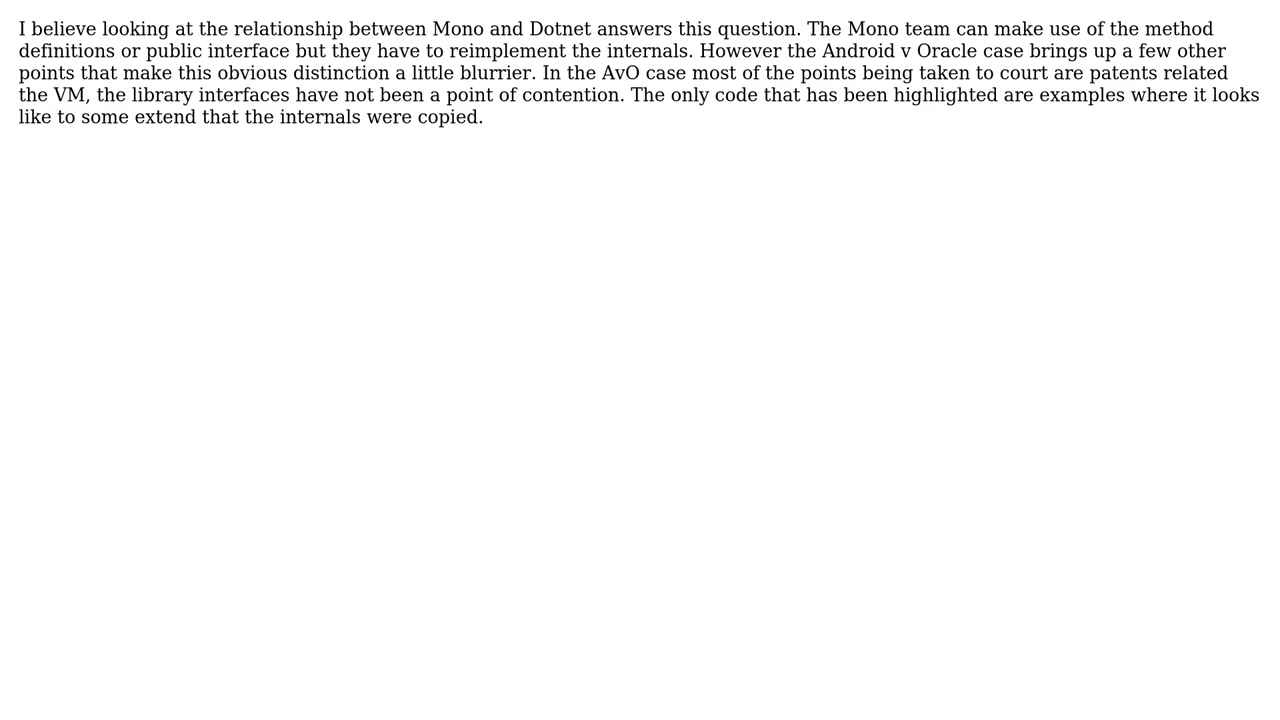 I believe looking at the relationship between Mono and Dotnet answers this question. The Mono team can make use of the method
definitions or public interface but they have to reimplement the internals. However the Android v Oracle case brings up a few other
points that make this obvious distinction a little blurrier. In the AvO case most of the points being taken to court are patents related
the VM, the library interfaces have not been a point of contention. The only code that has been highlighted are examples where it looks
like to some extend that the internals were copied.